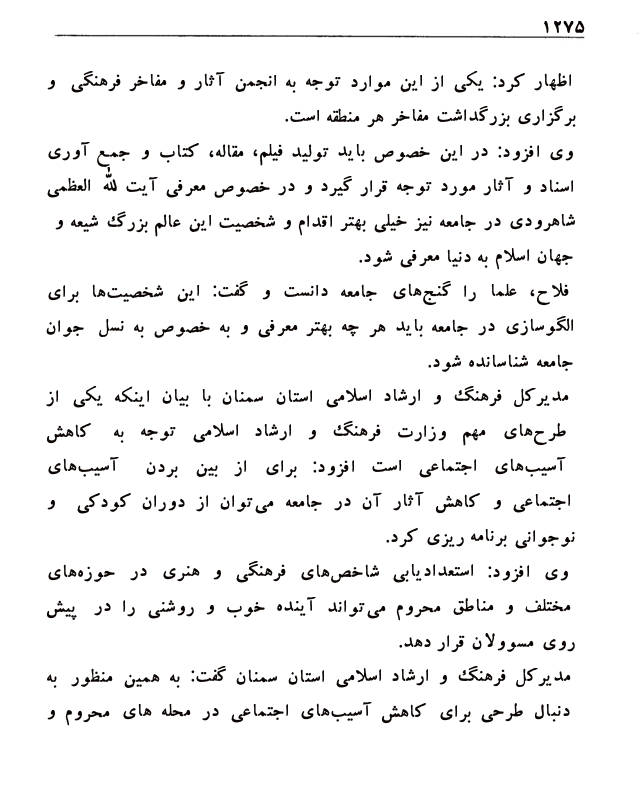 ۱۲۷۵
اظهار کرد: یکی از این موارد توجه به انجمن آثار و مفاخر فرهنگی و
برگزاری بزرگداشت مفاخر هر منطقه است.
وی افزود: در این خصوص باید تولید فیلم، مقاله، کتاب و جمع آوری
اسناد و آثار مورد توجه قرار گیرد و در خصوص معرفی آیت لله العظمی
شاهرودی در جامعه نیز خیلی بهتر اقدام و شخصیت این عالم بزرگ شیعه و
جهان اسلام به دنیا معرفی شود.
فلاح، علما را گنج‌های جامعه دانست و گفت: این شخصیت‌ها برای
الگوسازی در جامعه باید هر چه بهتر معرفی و به خصوص به نسل جوان
جامعه شناسانده شود.
مدیرکل فرهنگ و ارشاد اسلامی استان سمنان با بیان اینکه یکی از
طرح‌های مهم وزارت فرهنگ و ارشاد اسلامی توجه به کاهش
آسیب‌های اجتماعی است افزود: برای از بین بردن آسیب‌های
اجتماعی و کاهش آثار آن در جامعه می‌توان از دوران کودکی و
نوجوانی برنامه ریزی کرد.
وی افزود: استعدادیابی شاخص‌های فرهنگی و هنری در حوزه‌های
مختلف و مناطق محروم می‌تواند آینده خوب و روشنی را در پیش
روی مسوولان قرار دهد.
مدیرکل فرهنگ و ارشاد اسلامی استان سمنان گفت: به همین منظور به
دنبال طرحی برای کاهش آسیب‌های اجتماعی در محله های محروم و